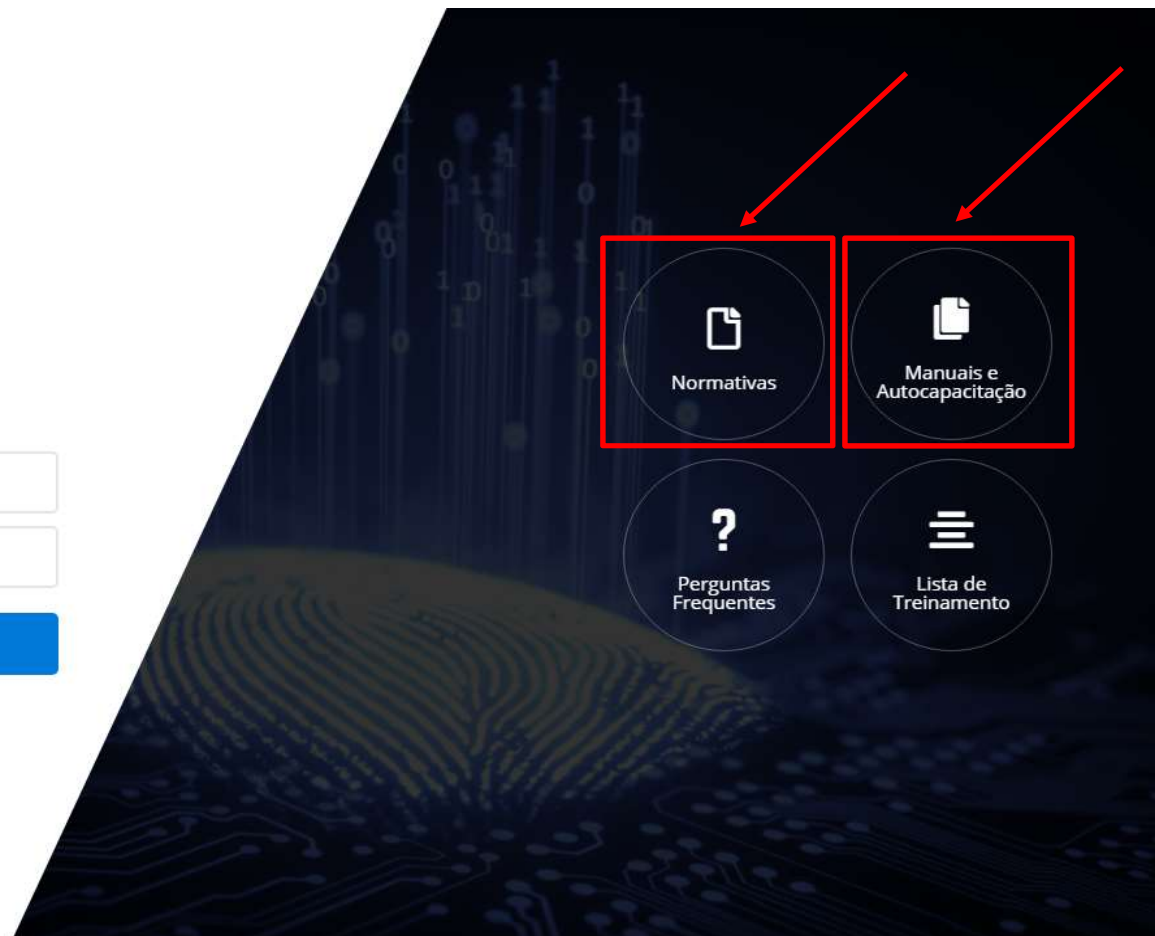 Normativas
Manuais e
Autocapacitação
?
Perguntas
Frequentes
Lista de
Treinamento